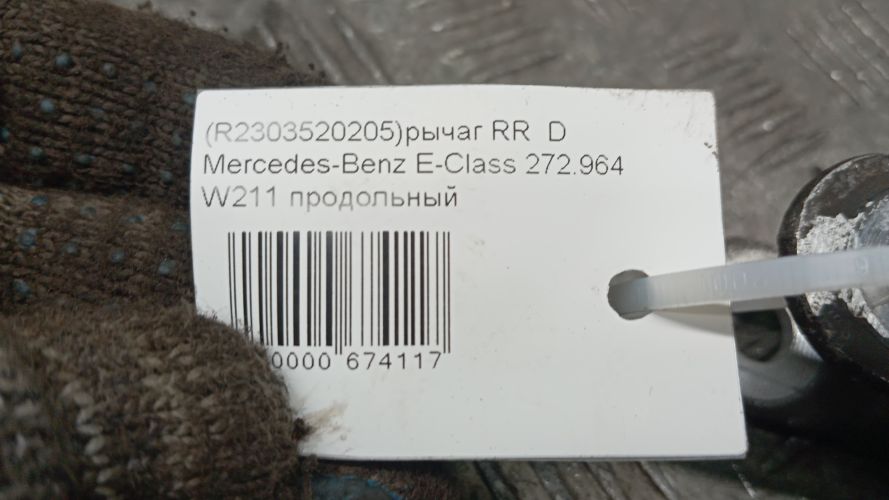 (R2303520205)рычаг RR D
Mercedes-Benz E-Class 272.964
W211 продольный
0000 674117